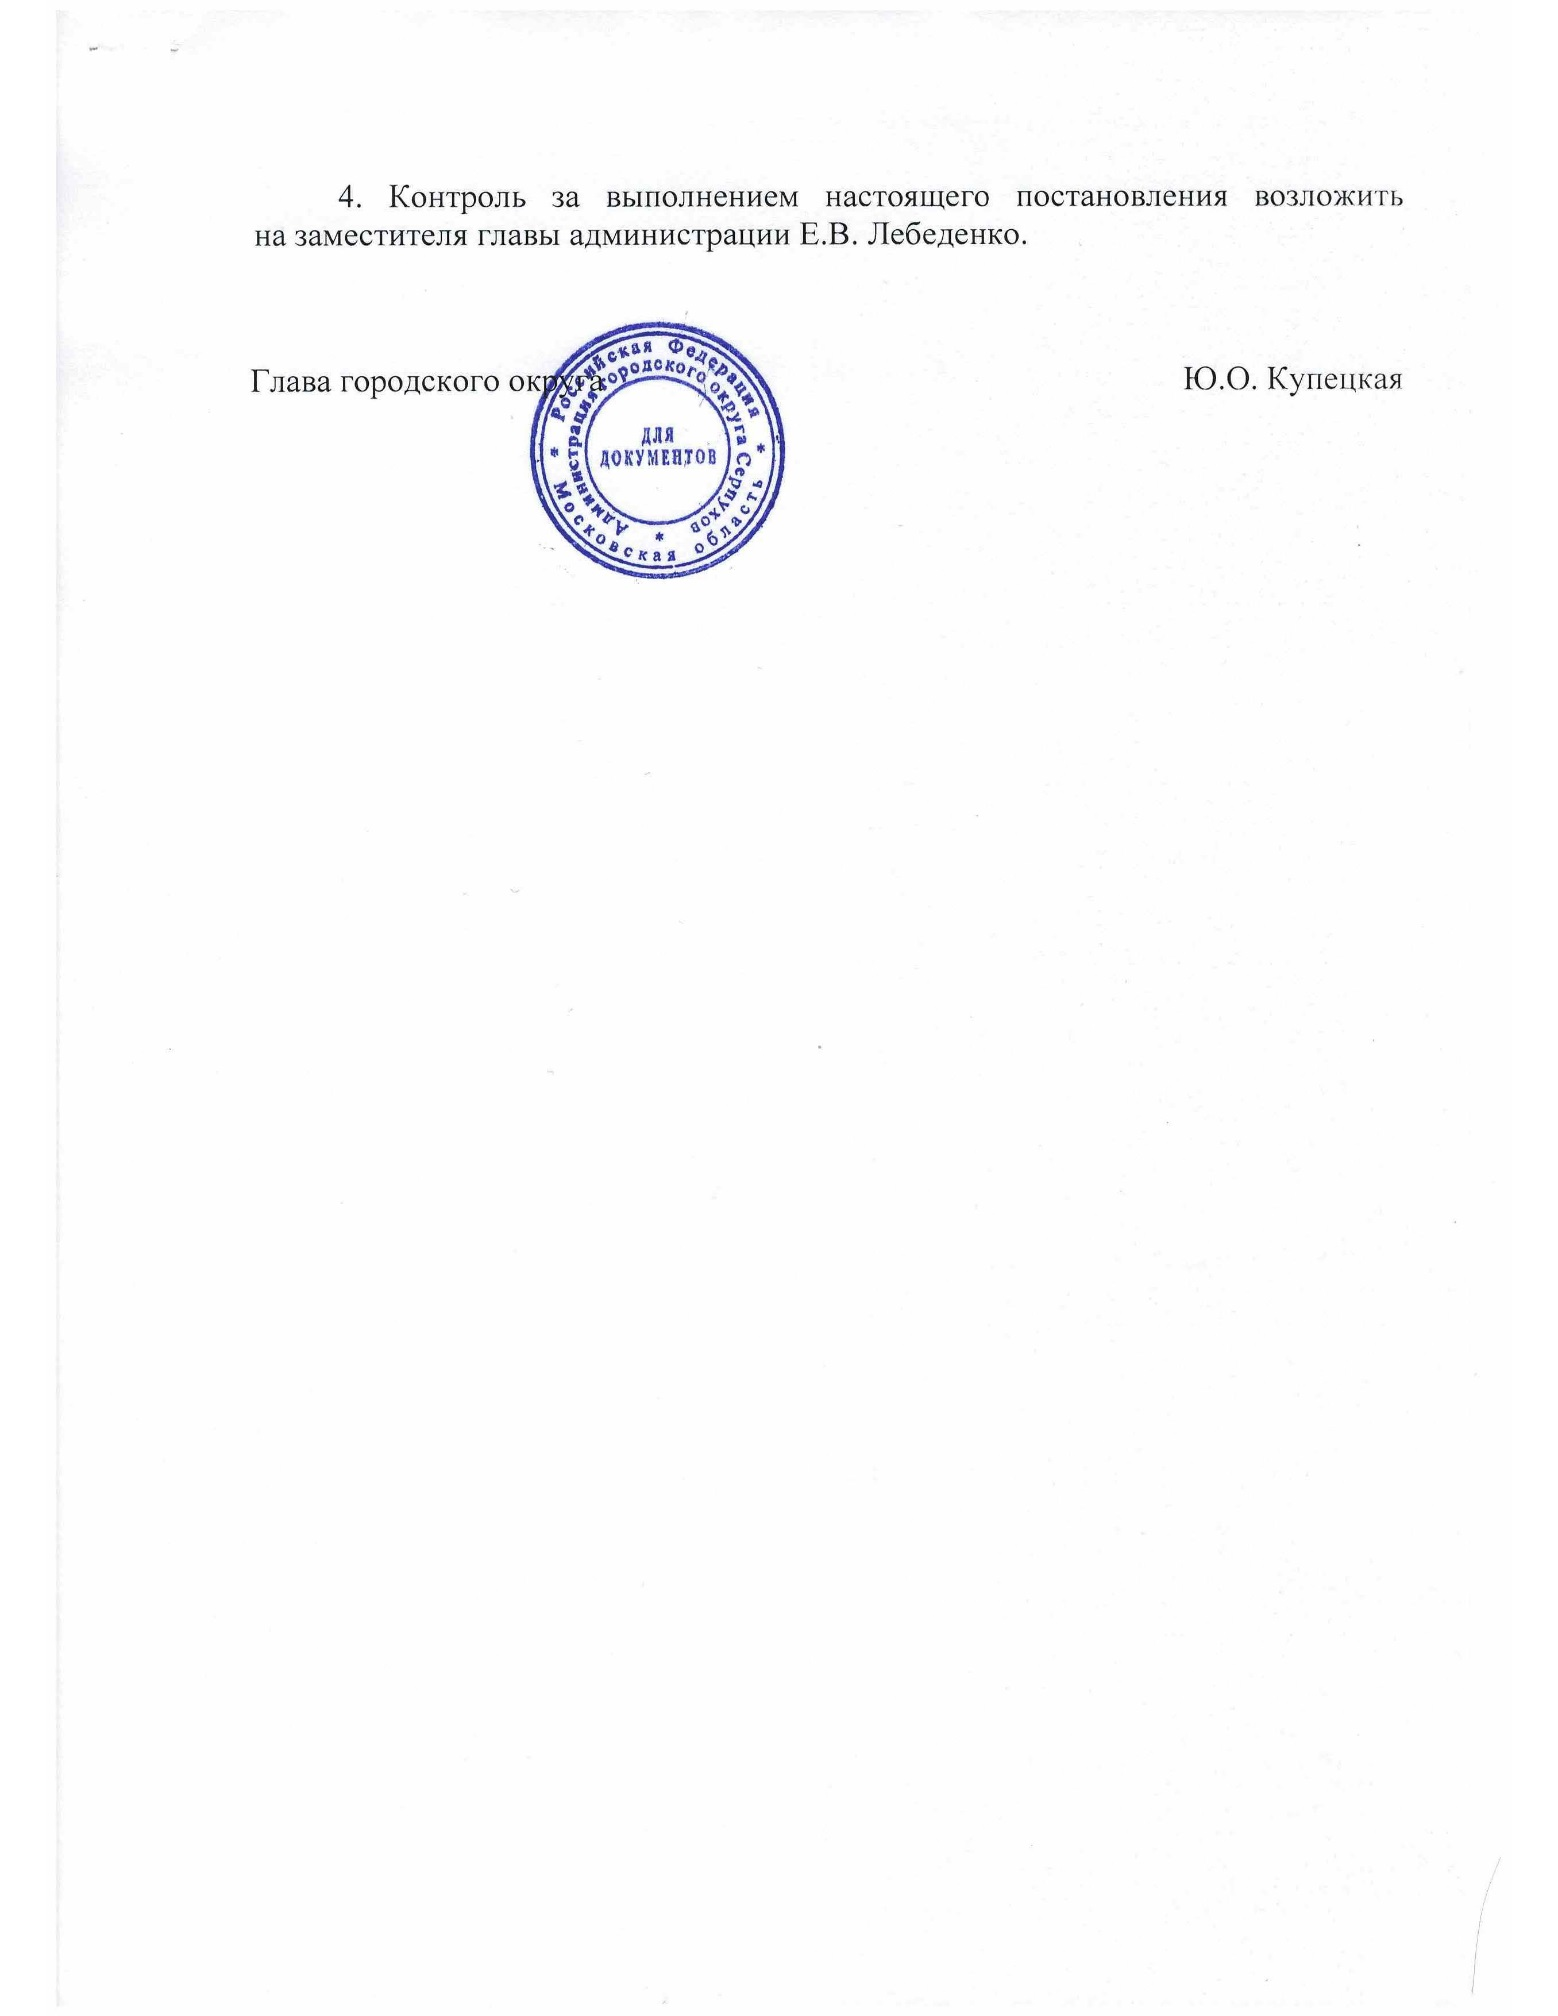 4. Контроль за выполнением настоящего постановления возложить
на заместителя главы администрации Е.В. Лебеденко.
Глава городского округа
Ю.О. Купецкая
* Российская Федерация *
Московская область
Администрация городского округа Серпухов *
ДЛЯ
ДОКУМЕНТОВ